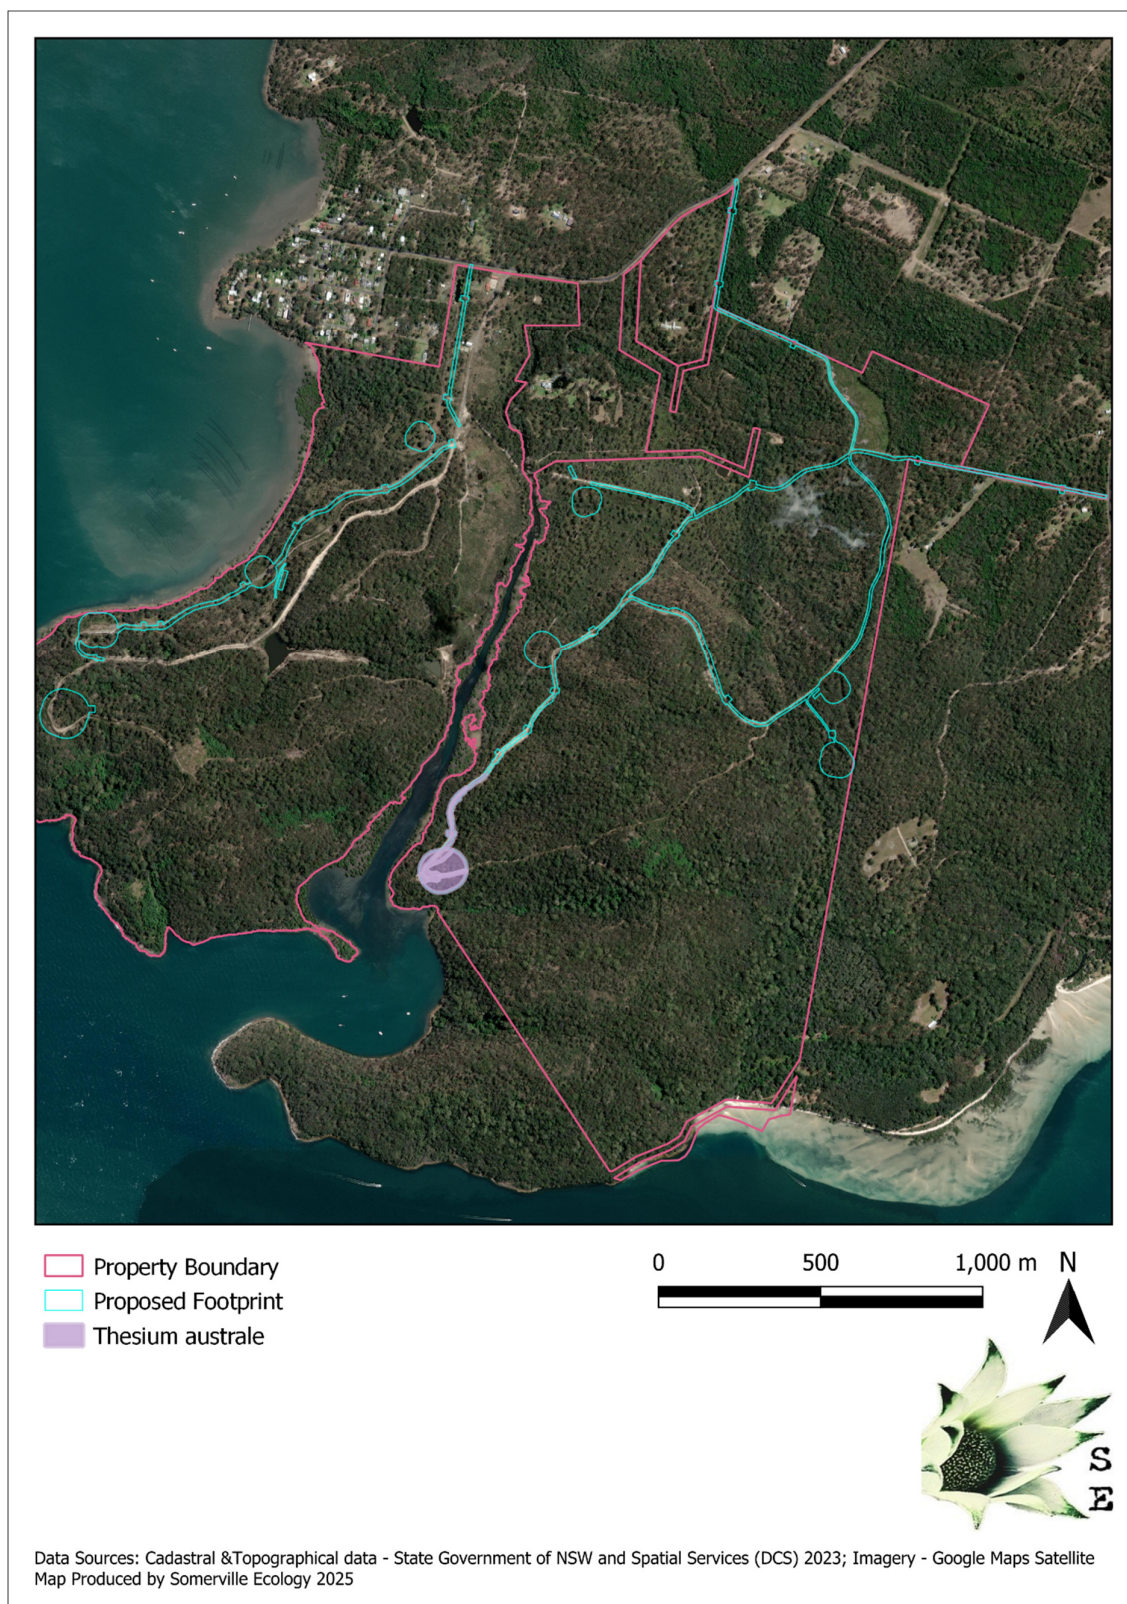 Property Boundary
Proposed Footprint
Thesium australe
0 500 1,000 m N
S
E
Data Sources: Cadastral &Topographical data - State Government of NSW and Spatial Services (DCS) 2023; Imagery - Google Maps Satellite
Map Produced by Somerville Ecology 2025